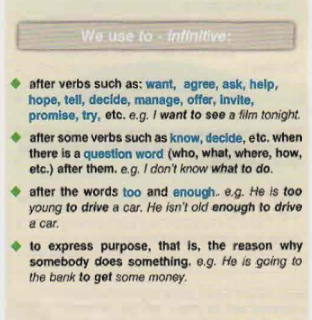 We use to - infinitive:
after verbs such as: want, agree, ask, help,
hope, tell, decide, manage, offer, invite,
promise, try, etc. e.g. I want to see a film tonight.
after some verbs such as know, decide, etc. when
there is a question word (who, what, where, how,
etc.) after them. e.g. I don't know what to do.
after the words too and enough. e.g. He is too
young to drive a car. He isn't old enough to drive
a car.
to express purpose, that is, the reason why
somebody does something. e.g. He is going to
the bank to get some money.